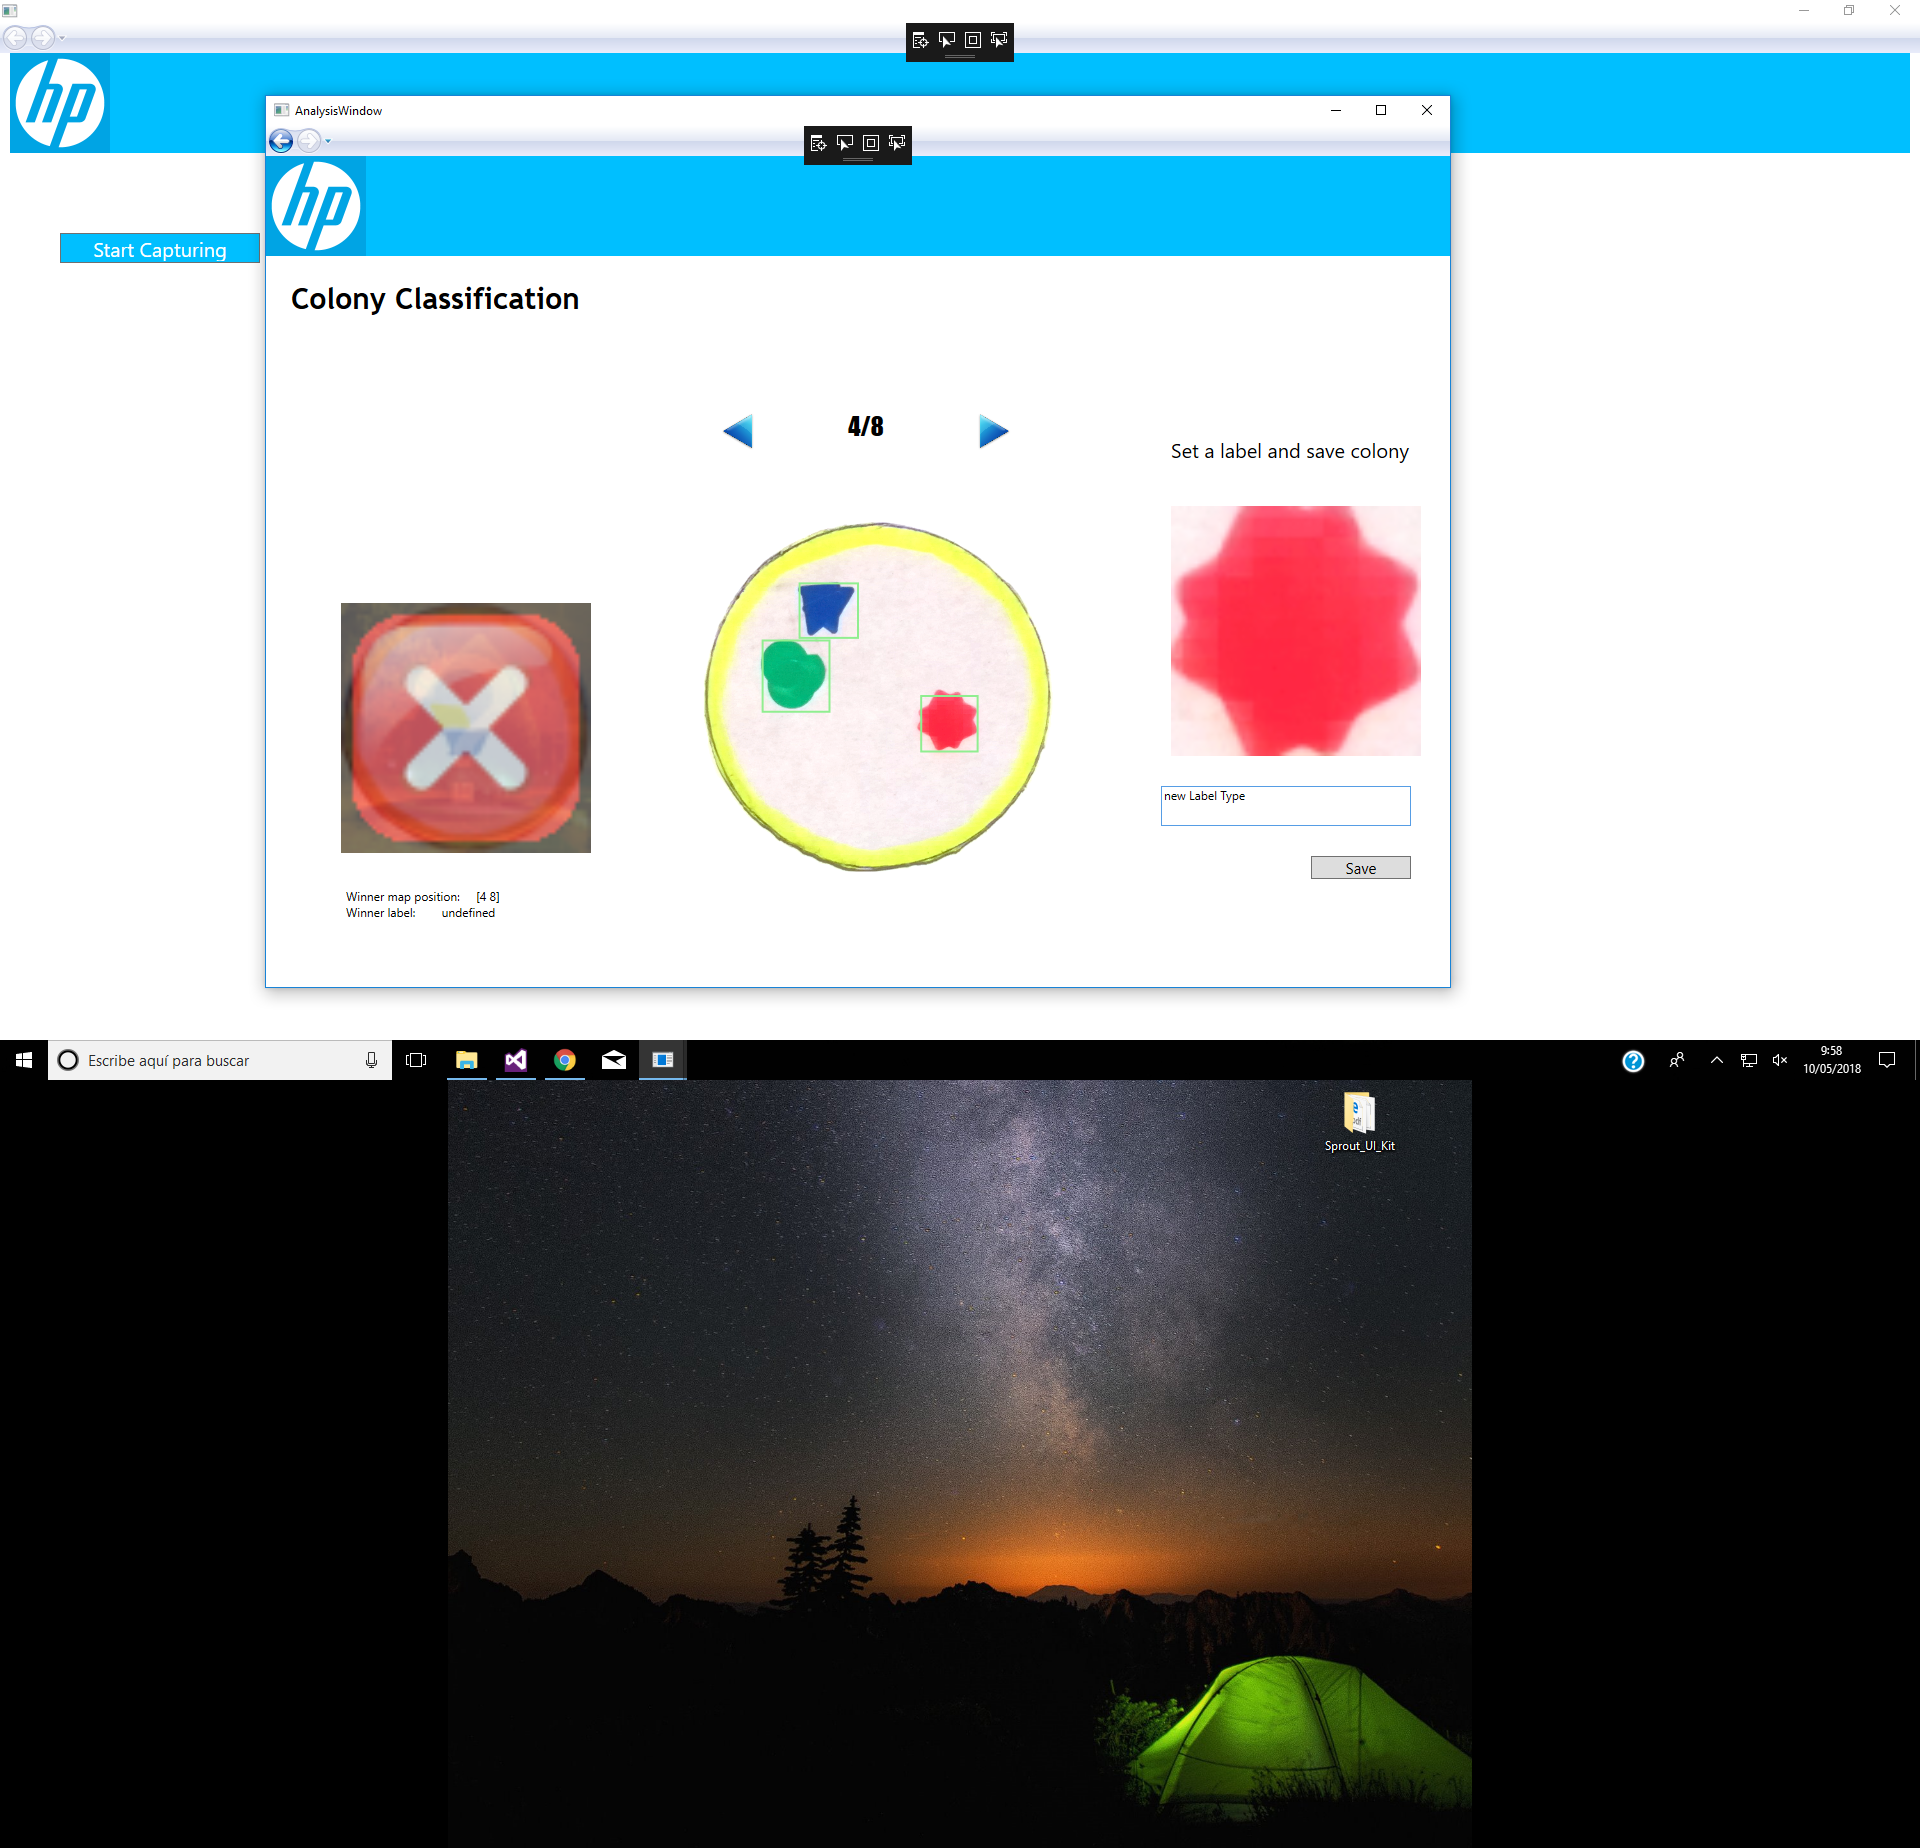 hp
AnalysisWindow
hp
Start Capturing
Colony Classification
4/8
Set a label and save colony
new Label Type
Save
Winner map position: [4 8]
Winner label: undefined
Escribe aquí para buscar
9:58
10/05/2018
Sprout_UI_Kit